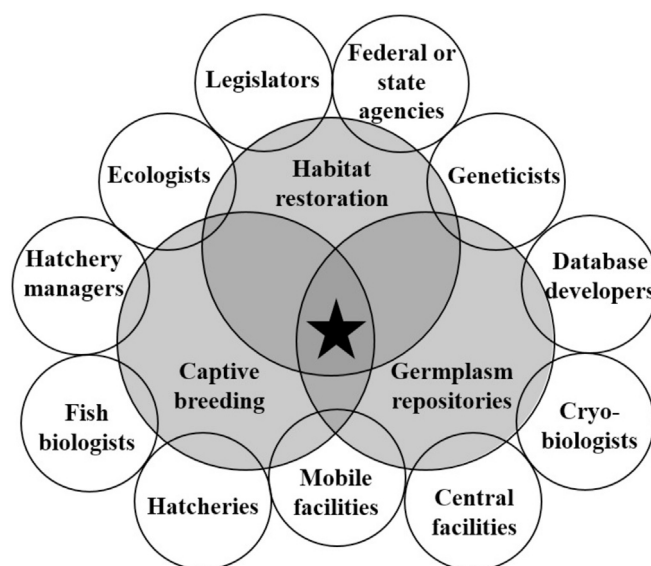 Legislators
Federal or
state
agencies
Ecologists
Habitat
restoration
Geneticists
Hatchery
managers
Database
developers
Captive
breeding
Germplasm
repositories
Fish
biologists
Cryo-
biologists
Hatcheries
Mobile
facilities
Central
facilities